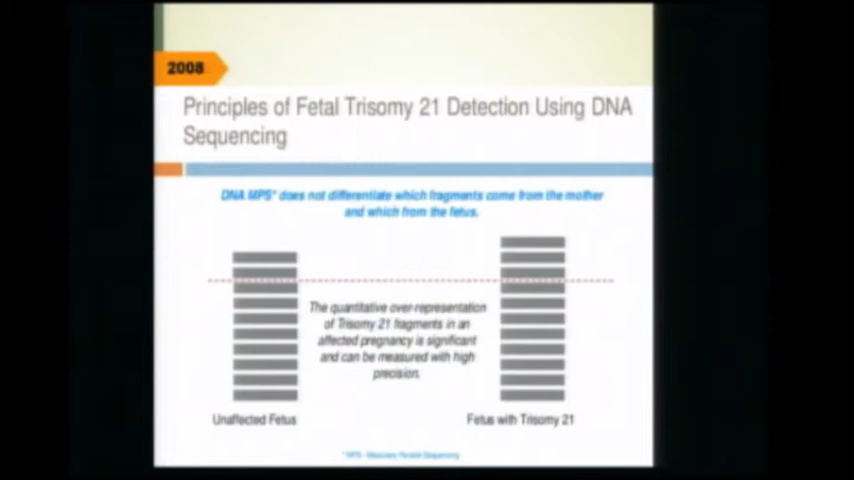 2008
Principles of Fetal Trisomy 21 Detection Using DNA
Sequencing
DNA MPS* does not differentiate which fragments come from the mother
and which from the fetus.
The quantitative over-representation
of Trisomy 21 fragments in an
affected pregnancy is significant
and can be measured with high
precision.
Unaffected Fetus
Fetus with Trisomy 21
*MPS - Massively Parallel Sequencing